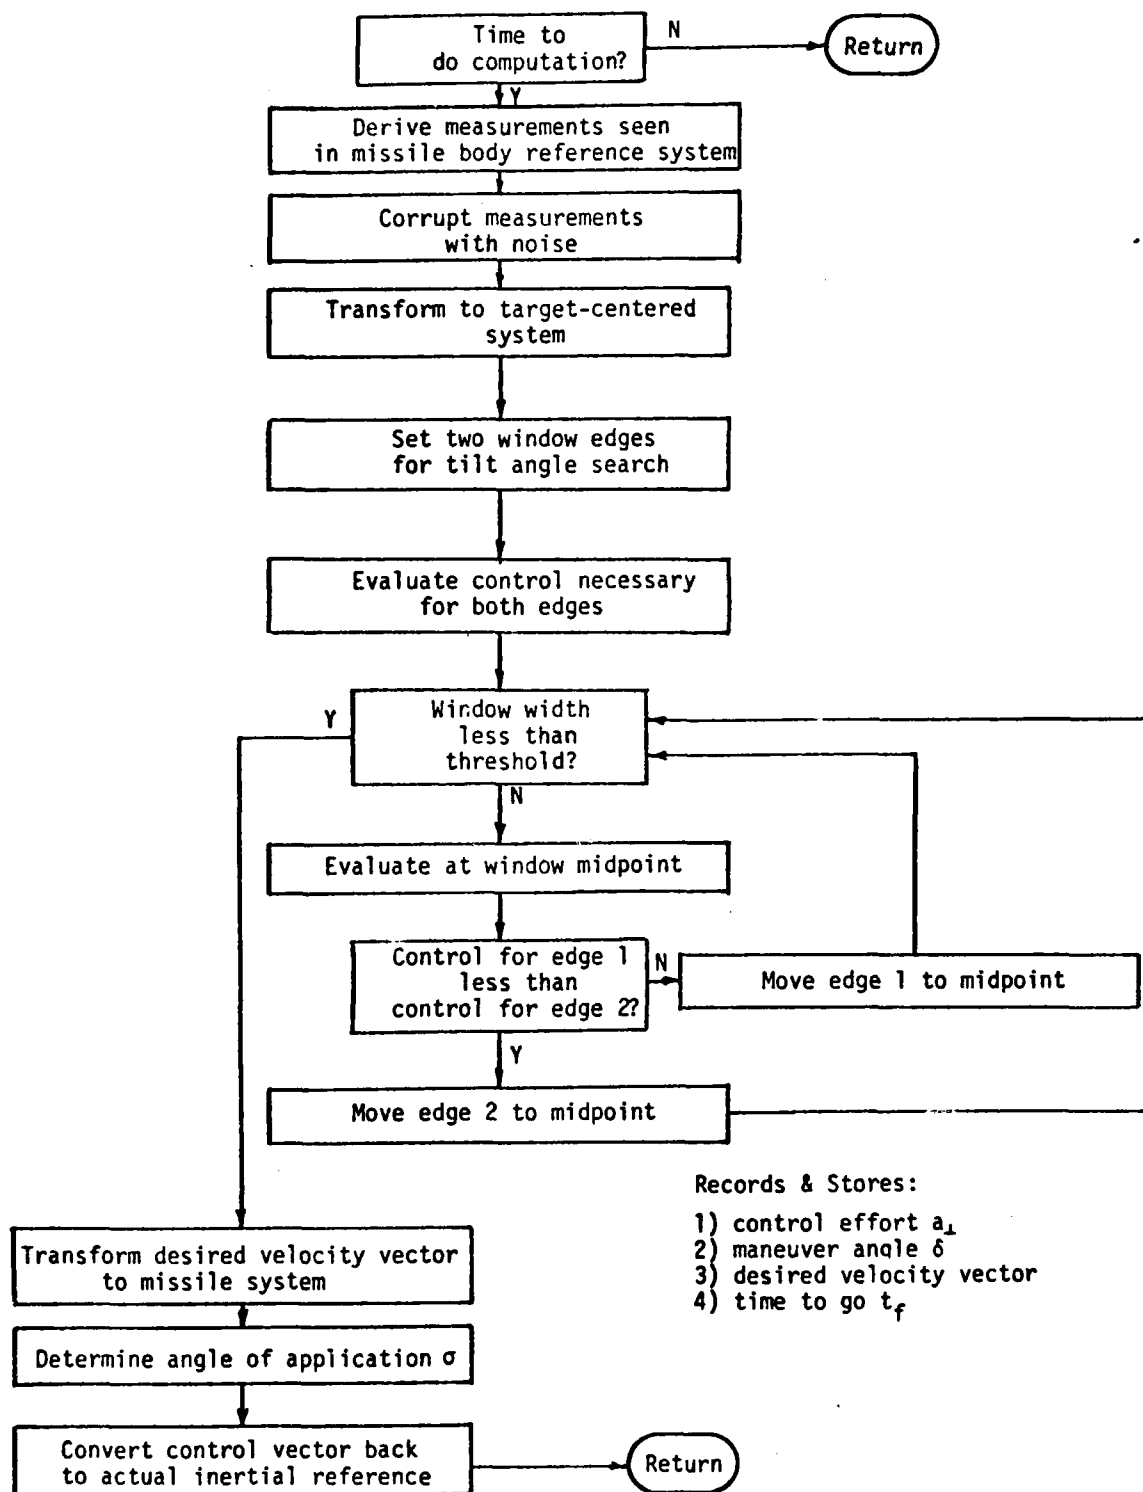 Time to
do computation?
N
Return
Y
Derive measurements seen
in missile body reference system
Corrupt measurements
with noise
Transform to target-centered
system
Set two window edges
for tilt angle search
Evaluate control necessary
for both edges
Window width
less than
threshold?
Y
N
Evaluate at window midpoint
Control for edge 1
less than
control for edge 2?
N
Move edge 1 to midpoint
Y
Move edge 2 to midpoint
Records & Stores:
1) control effort a⊥
2) maneuver angle δ
3) desired velocity vector
4) time to go t_f
Transform desired velocity vector
to missile system
Determine angle of application σ
Convert control vector back
to actual inertial reference
Return